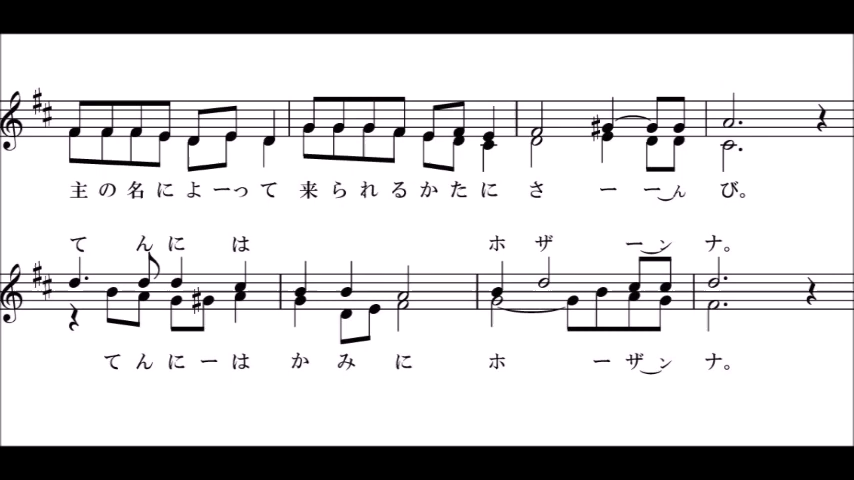 主の名によーって来られるかたにさーーんび。
てんにはホザーンナ。
てんにーはかみにホーザンナ。